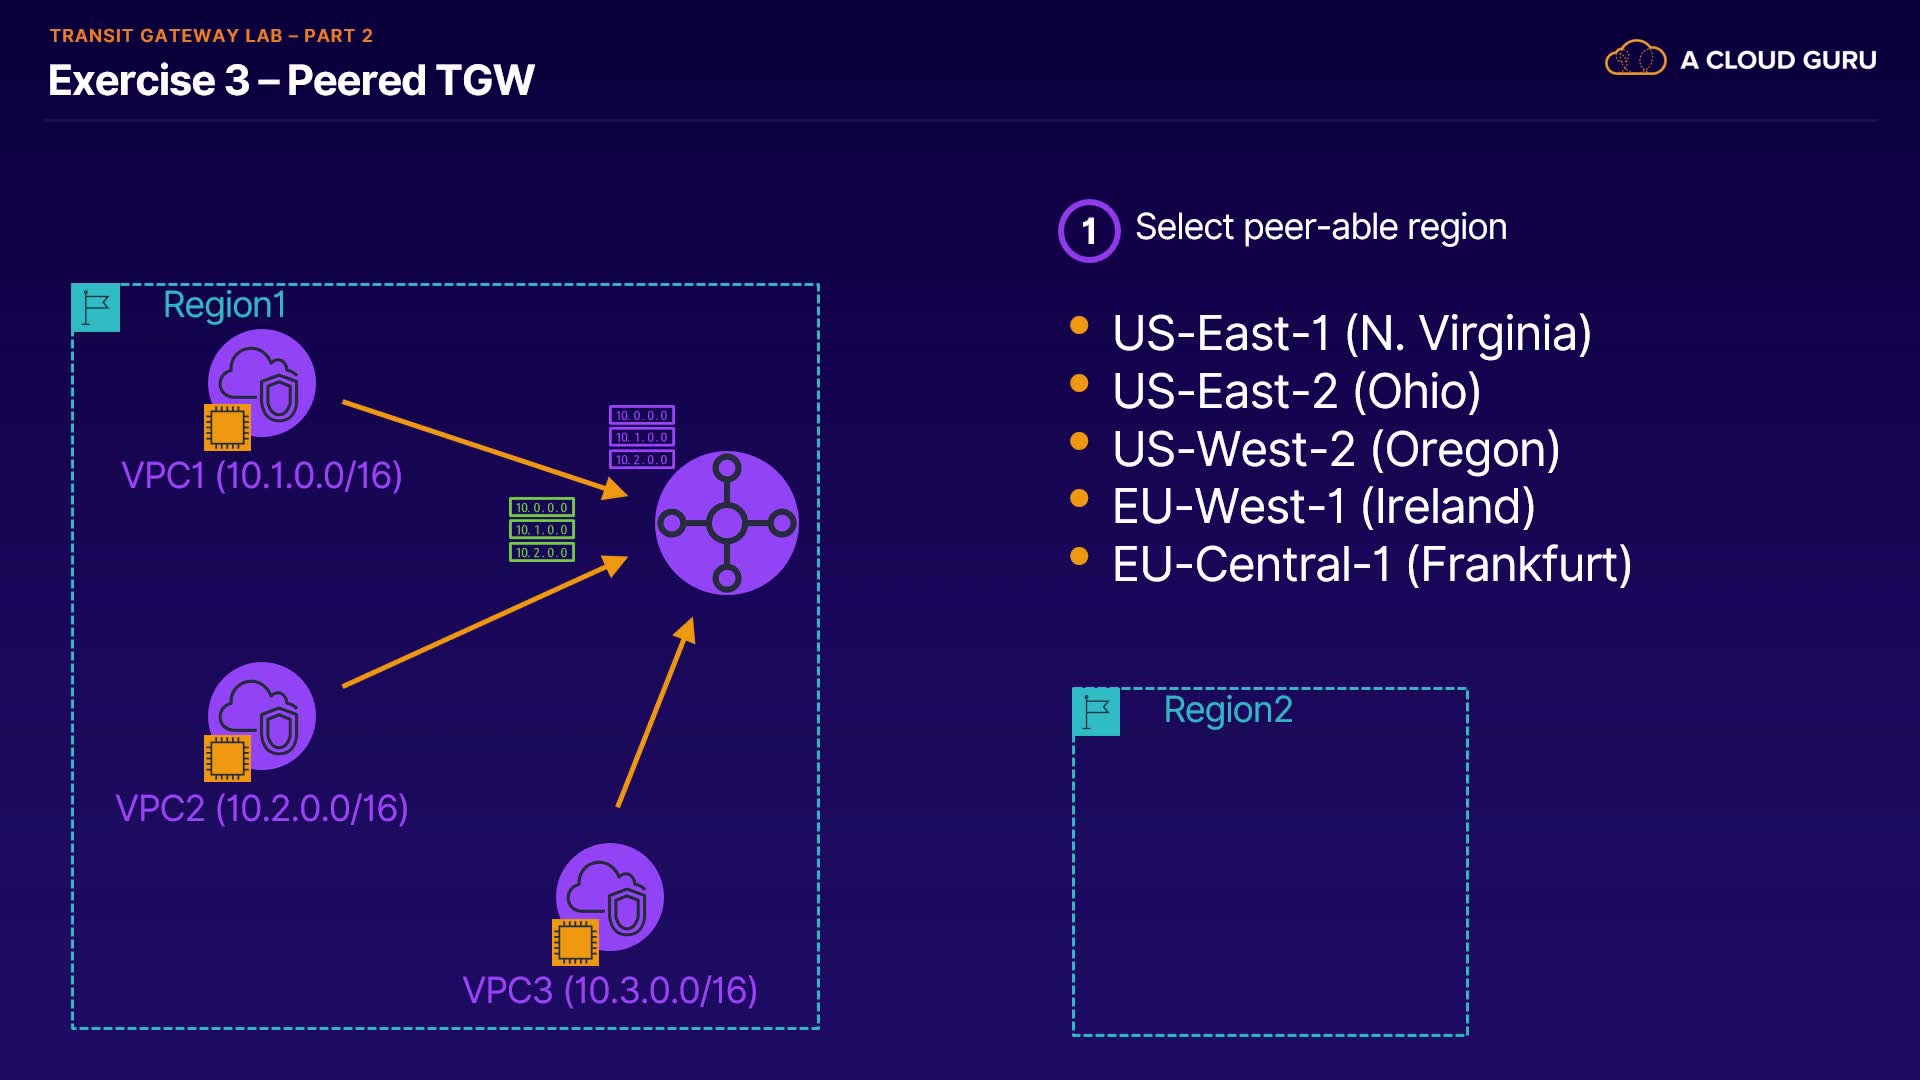 TRANSIT GATEWAY LAB – PART 2
Exercise 3 – Peered TGW
A CLOUD GURU
1 Select peer-able region
US-East-1 (N. Virginia)
US-East-2 (Ohio)
US-West-2 (Oregon)
EU-West-1 (Ireland)
EU-Central-1 (Frankfurt)
Region1
VPC1 (10.1.0.0/16)
10.0.0.0
10.1.0.0
10.2.0.0
10.0.0.0
10.1.0.0
10.2.0.0
VPC2 (10.2.0.0/16)
VPC3 (10.3.0.0/16)
Region2